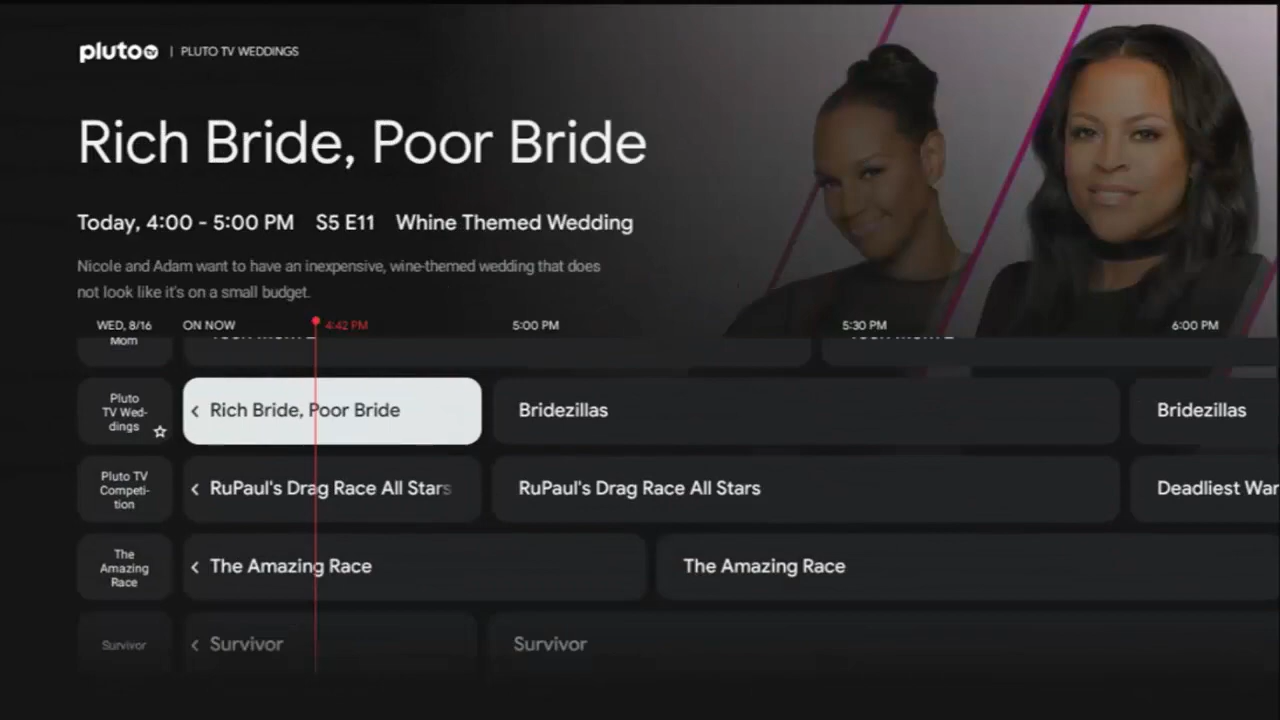 pluto tv | PLUTO TV WEDDINGS
Rich Bride, Poor Bride
Today, 4:00 - 5:00 PM S5 E11 Whine Themed Wedding
Nicole and Adam want to have an inexpensive, wine-themed wedding that does
not look like it's on a small budget.
WED, 8/16 ON NOW 4:42 PM 5:00 PM 5:30 PM 6:00 PM
Mom
Pluto
TV Wed-
dings
< Rich Bride, Poor Bride
Bridezillas
Bridezillas
Pluto TV
Competi-
tion
< RuPaul's Drag Race All Stars
RuPaul's Drag Race All Stars
Deadliest War
The
Amazing
Race
< The Amazing Race
The Amazing Race
Survivor
< Survivor
Survivor